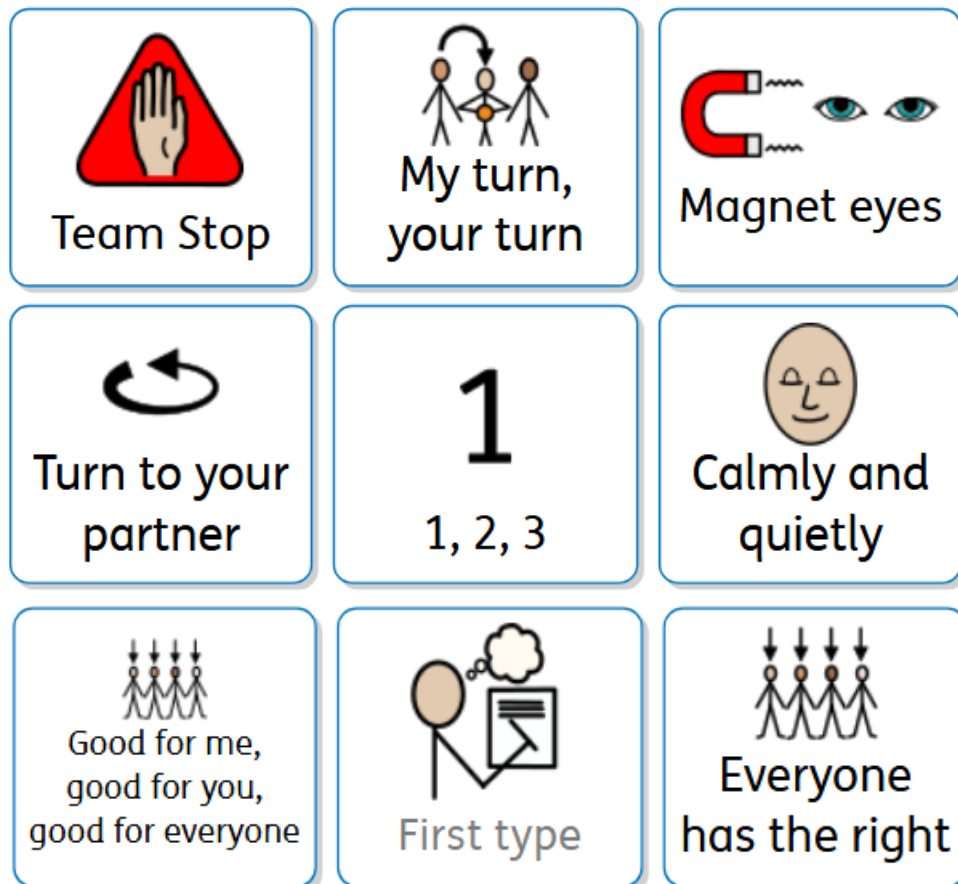 Team Stop
My turn,
your turn
Magnet eyes
Turn to your
partner
1
1, 2, 3
Calmly and
quietly
Good for me,
good for you,
good for everyone
First type
Everyone
has the right